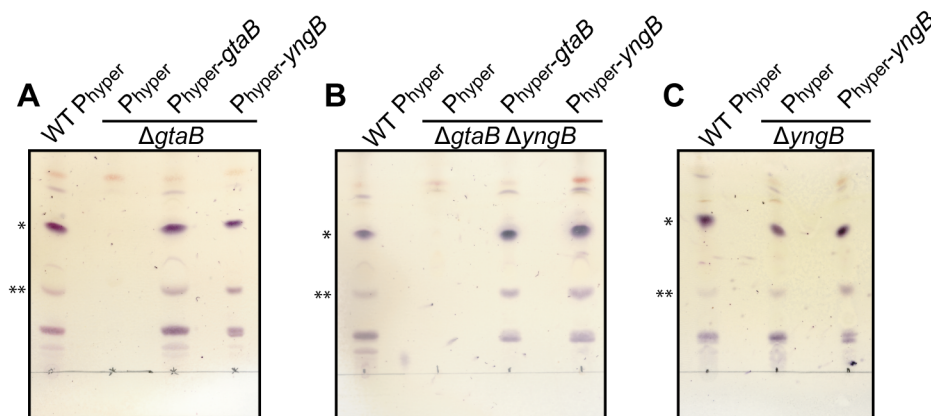 A
WT Phyper
Phyper
Phyper-gtaB
Phyper-yngB
ΔgtaB
*
**
B
WT Phyper
Phyper
Phyper-gtaB
Phyper-yngB
ΔgtaB ΔyngB
*
**
C
WT Phyper
Phyper
Phyper-yngB
ΔyngB
*
**